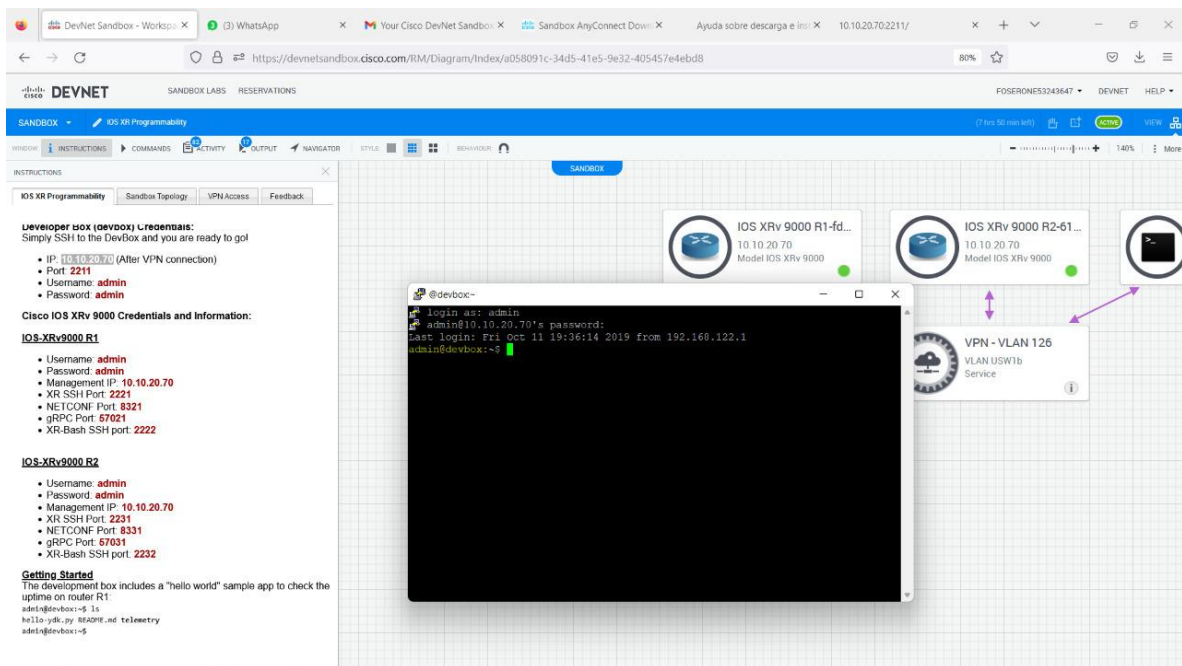 DevNet Sandbox - Workspa
(3) WhatsApp
Your Cisco DevNet Sandbox
Sandbox AnyConnect Down
Ayuda sobre descarga e inst
10.10.20.70:2211/
https://devnetsandbox.cisco.com/RM/Diagram/Index/a058091c-34d5-41e5-9e32-405457e4ebd8
80%
CISCO DEVNET
SANDBOX LABS
RESERVATIONS
FOSERONE53243647
DEVNET
HELP
SANDBOX
IOS XR Programmability
(7 hrs 50 min left)
ACTIVE
VIEW
WINDOW
INSTRUCTIONS
COMMANDS
ACTIVITY
17
OUTPUT
NAVIGATOR
STYLE
BEHAVIOUR
140%
More
INSTRUCTIONS
IOS XR Programmability
Sandbox Topology
VPN Access
Feedback
Developer Box (devbox) Credentials:
Simply SSH to the DevBox and you are ready to go!
• IP: 10.10.20.70 (After VPN connection)
• Port: 2211
• Username: admin
• Password: admin
Cisco IOS XRv 9000 Credentials and Information:
IOS-XRv9000 R1
• Username: admin
• Password: admin
• Management IP: 10.10.20.70
• XR SSH Port: 2221
• NETCONF Port: 8321
• gRPC Port: 57021
• XR-Bash SSH port: 2222
IOS-XRv9000 R2
• Username: admin
• Password: admin
• Management IP: 10.10.20.70
• XR SSH Port: 2231
• NETCONF Port: 8331
• gRPC Port: 57031
• XR-Bash SSH port: 2232
Getting Started
The development box includes a "hello world" sample app to check the
uptime on router R1:
admin@devbox:~$ ls
hello-ydk.py README.md telemetry
admin@devbox:~$
SANDBOX
IOS XRv 9000 R1-fd...
10.10.20.70
Model IOS XRv 9000
IOS XRv 9000 R2-61...
10.10.20.70
Model IOS XRv 9000
VPN - VLAN 126
VLAN USW1b
Service
@devbox:~
login as: admin
admin@10.10.20.70's password:
Last login: Fri Oct 11 19:36:14 2019 from 192.168.122.1
admin@devbox:~$